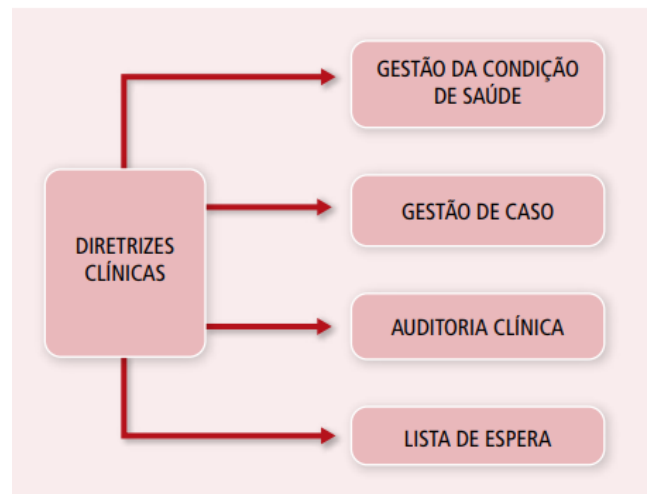 DIRETRIZES
CLÍNICAS
GESTÃO DA CONDIÇÃO
DE SAÚDE
GESTÃO DE CASO
AUDITORIA CLÍNICA
LISTA DE ESPERA